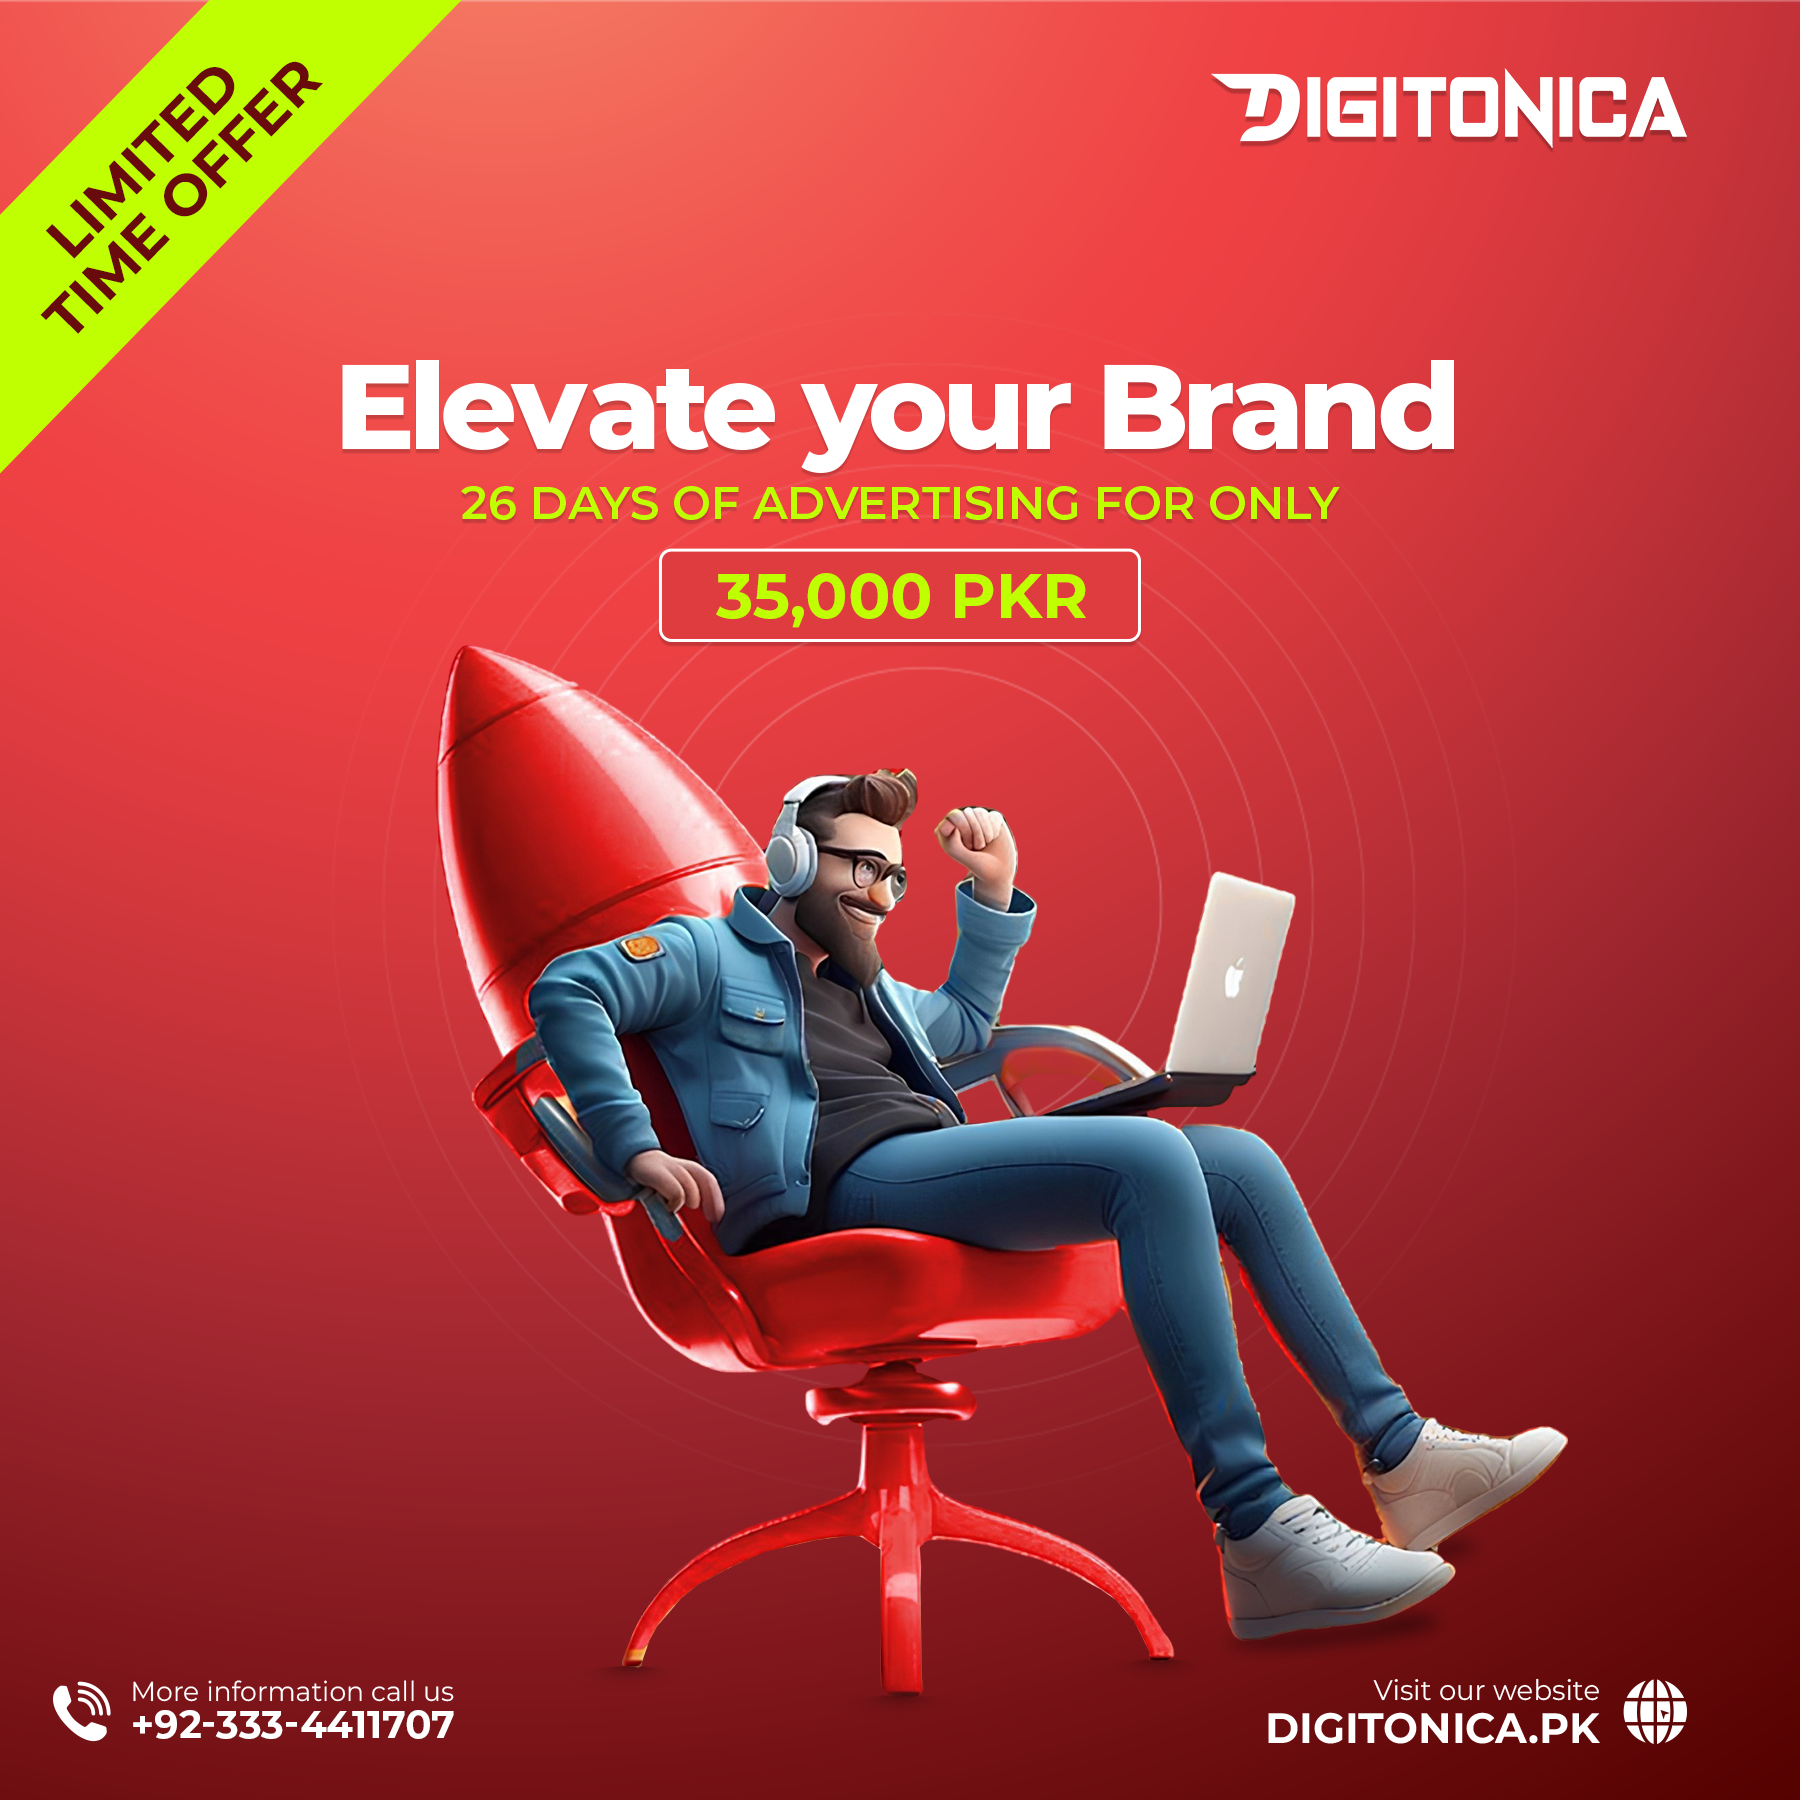 LIMITED
TIME OFFER
DIGITONICA
Elevate your Brand
26 DAYS OF ADVERTISING FOR ONLY
35,000 PKR
More information call us
+92-333-4411707
Visit our website
DIGITONICA.PK